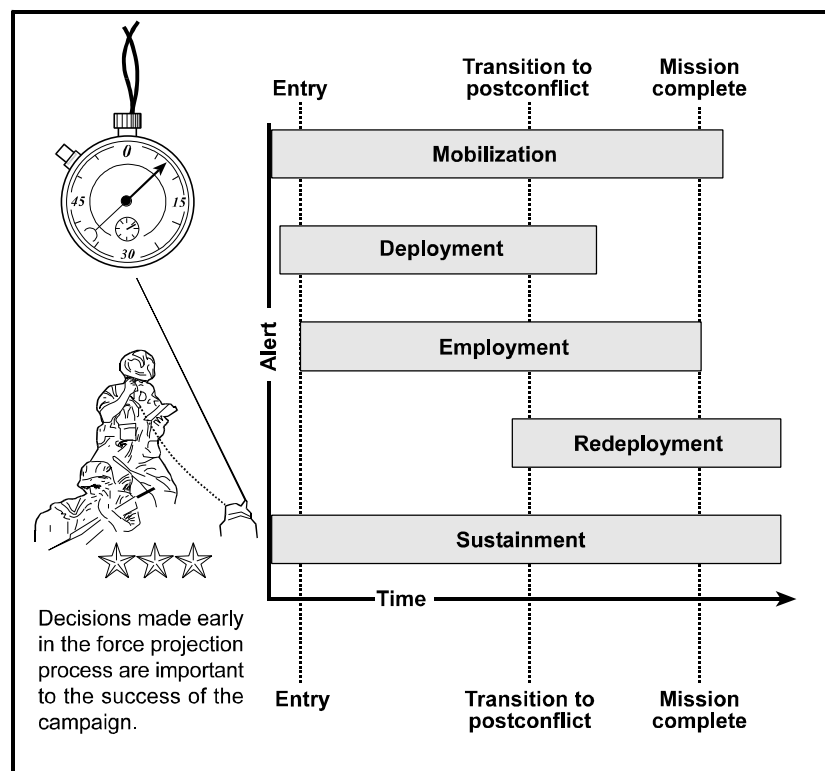 Transition to
postconflict
Mission
complete
Entry
0
45
15
30
Mobilization
Deployment
Alert
Employment
Redeployment
Sustainment
Time
Decisions made early
in the force projection
process are important
to the success of the
campaign.
Entry
Transition to
postconflict
Mission
complete